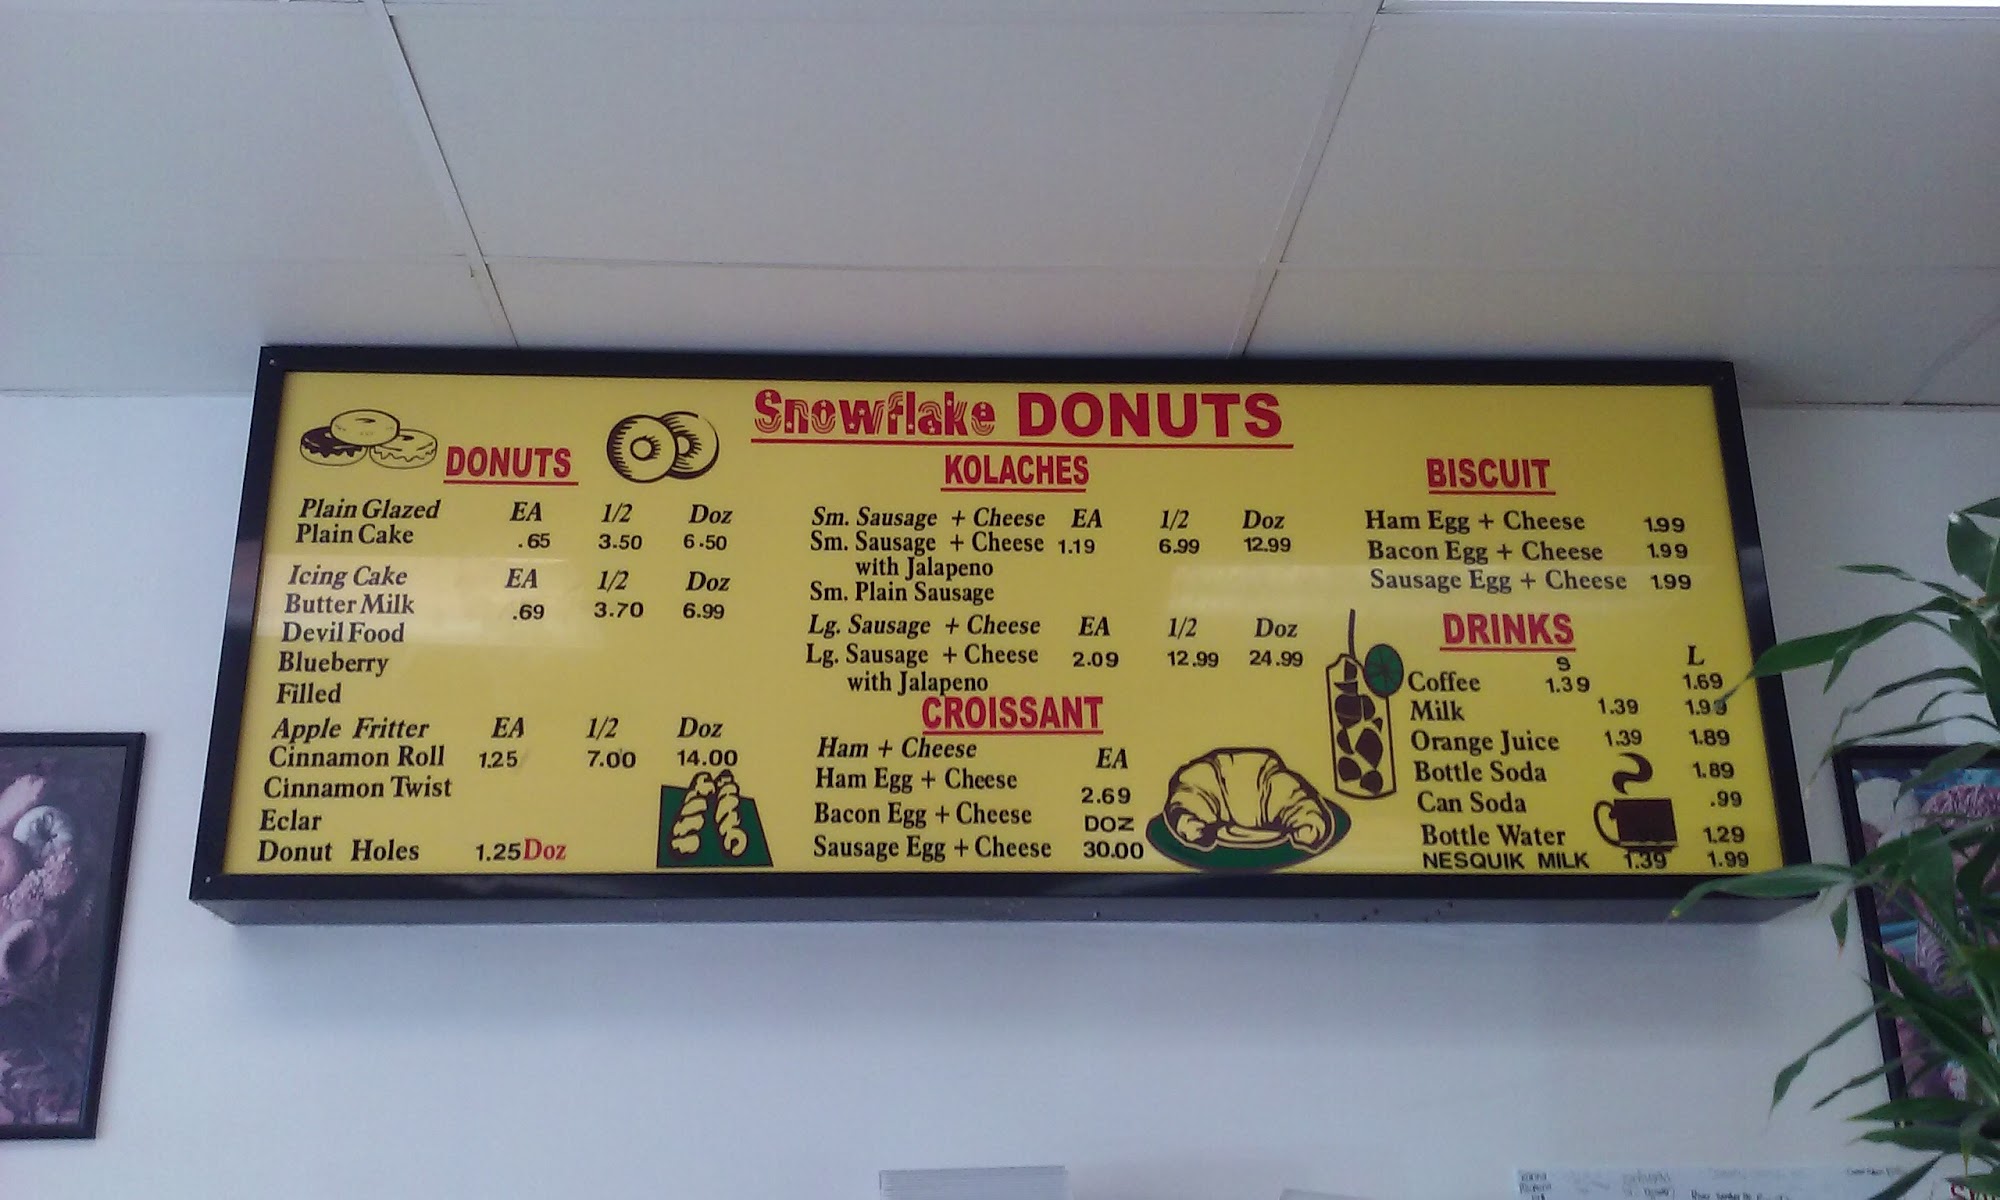 Snowflake DONUTS
DONUTS
Plain Glazed EA 1/2 Doz
Plain Cake .65 3.50 6.50
Icing Cake EA 1/2 Doz
Butter Milk .69 3.70 6.99
Devil Food
Blueberry
Filled
Apple Fritter EA 1/2 Doz
Cinnamon Roll 1.25 7.00 14.00
Cinnamon Twist
Eclar
Donut Holes 1.25 Doz
KOLACHES
Sm. Sausage + Cheese EA 1/2 Doz
Sm. Sausage + Cheese 1.19 6.99 12.99
with Jalapeno
Sm. Plain Sausage
Lg. Sausage + Cheese EA 1/2 Doz
Lg. Sausage + Cheese 2.09 12.99 24.99
with Jalapeno
CROISSANT
Ham + Cheese EA
Ham Egg + Cheese 2.69
Bacon Egg + Cheese DOZ
Sausage Egg + Cheese 30.00
BISCUIT
Ham Egg + Cheese 1.99
Bacon Egg + Cheese 1.99
Sausage Egg + Cheese 1.99
DRINKS
S L
Coffee 1.39 1.69
Milk 1.39 1.99
Orange Juice 1.39 1.89
Bottle Soda 1.89
Can Soda .99
Bottle Water 1.29
NESQUIK MILK 1.39 1.99